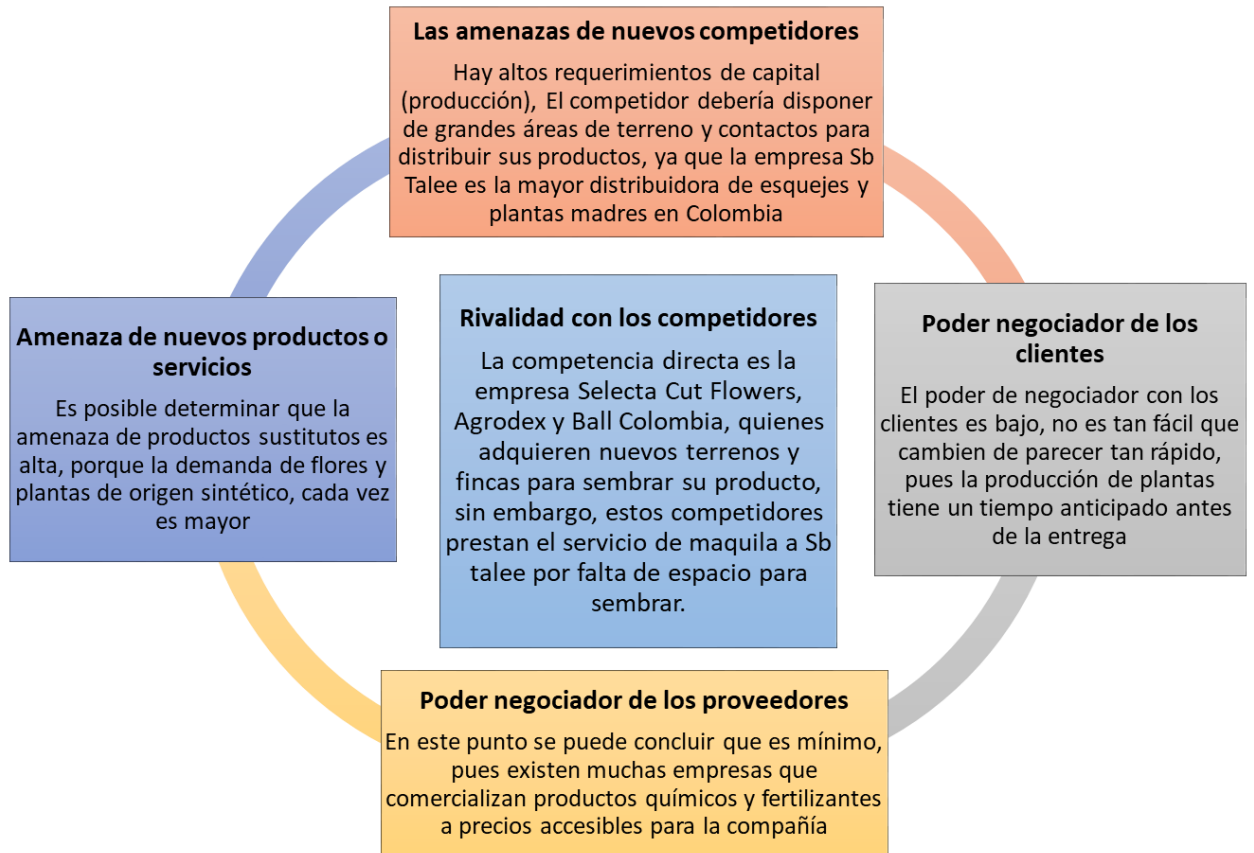 Las amenazas de nuevos competidores
Hay altos requerimientos de capital
(producción), El competidor debería disponer
de grandes áreas de terreno y contactos para
distribuir sus productos, ya que la empresa Sb
Talee es la mayor distribuidora de esquejes y
plantas madres en Colombia
Amenaza de nuevos productos o
servicios
Es posible determinar que la
amenaza de productos sustitutos es
alta, porque la demanda de flores y
plantas de origen sintético, cada vez
es mayor
Rivalidad con los competidores
La competencia directa es la
empresa Selecta Cut Flowers,
Agrodex y Ball Colombia, quienes
adquieren nuevos terrenos y
fincas para sembrar su producto,
sin embargo, estos competidores
prestan el servicio de maquila a Sb
talee por falta de espacio para
sembrar.
Poder negociador de los
clientes
El poder de negociador con los
clientes es bajo, no es tan fácil que
cambien de parecer tan rápido,
pues la producción de plantas
tiene un tiempo anticipado antes
de la entrega
Poder negociador de los proveedores
En este punto se puede concluir que es mínimo,
pues existen muchas empresas que
comercializan productos químicos y fertilizantes
a precios accesibles para la compañía